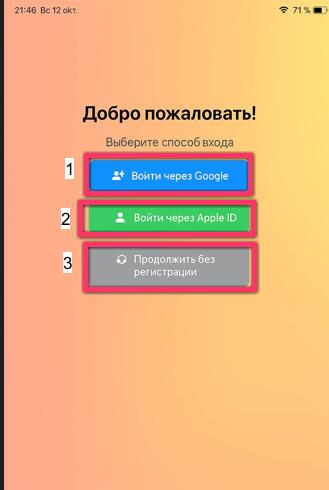 21:46 Вс 12 окт.
71 %
Добро пожаловать!
Выберите способ входа
1
Войти через Google
2
Войти через Apple ID
3
Продолжить без
регистрации